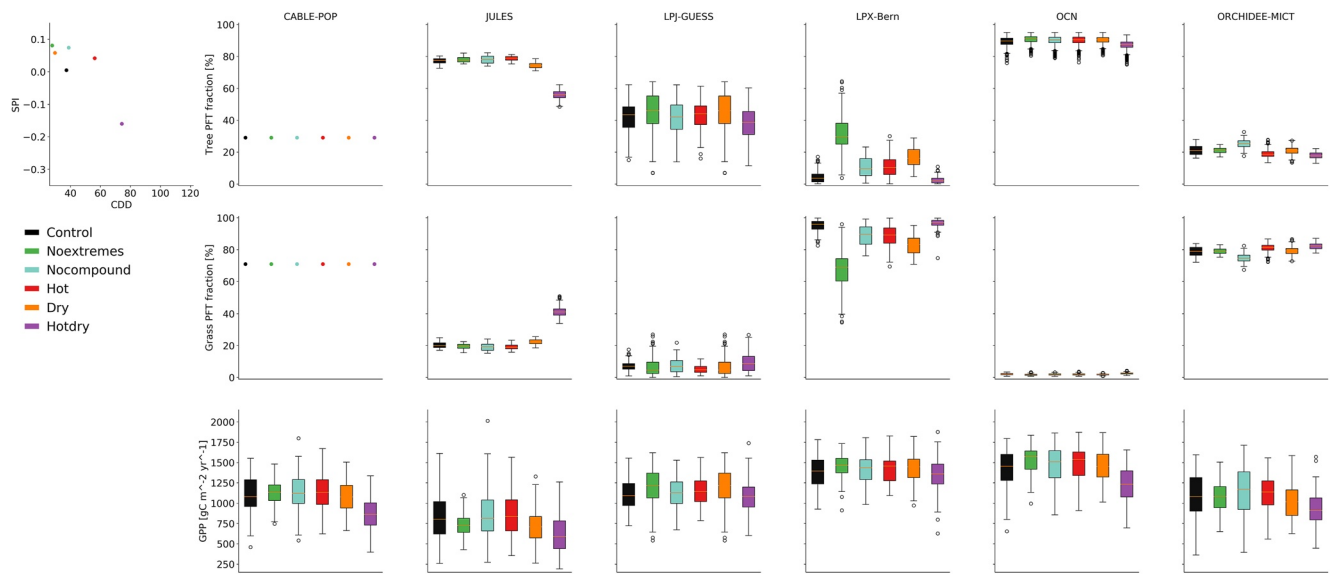 CABLE-POP JULES LPJ-GUESS LPX-Bern OCN ORCHIDEE-MICT
0.1
0.0
−0.1
−0.2
−0.3
SPI
40 60 80 100 120
CDD
100
80
60
40
20
0
Tree PFT fraction [%]
Control
Noextremes
Nocompound
Hot
Dry
Hotdry
100
80
60
40
20
0
Grass PFT fraction [%]
2000
1750
1500
1250
1000
750
500
250
GPP [gC m^-2 yr^-1]